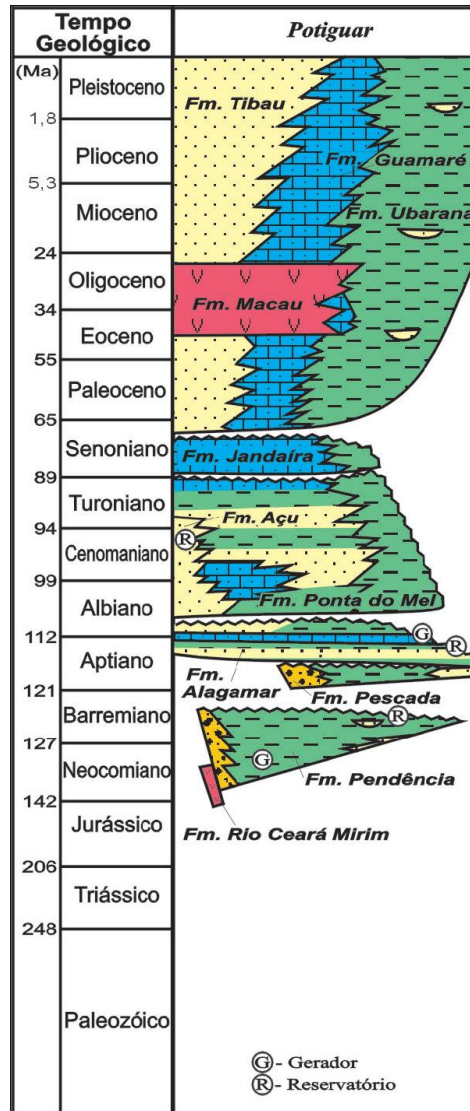 Tempo
Geológico
Potiguar
(Ma)
Pleistoceno
Fm. Tibau
1,8
Plioceno
Fm. Guamaré
5,3
Mioceno
Fm. Ubarana
24
Oligoceno
Fm. Macau
34
Eoceno
55
Paleoceno
65
Senoniano
Fm. Jandaíra
89
Turoniano
Fm. Açu
94
R
Cenomaniano
99
Albiano
Fm. Ponta do Mel
112
G
R
Aptiano
Fm.
Alagamar
Fm. Pescada
121
Barremiano
R
127
Neocomiano
G
Fm. Pendência
142
Jurássico
Fm. Rio Ceará Mirim
206
Triássico
248
Paleozóico
G - Gerador
R - Reservatório